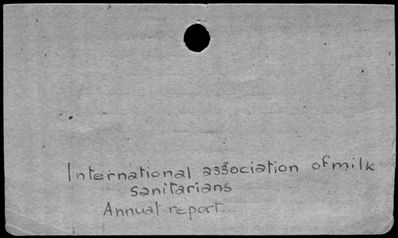 International association of milk
sanitarians
Annual report...